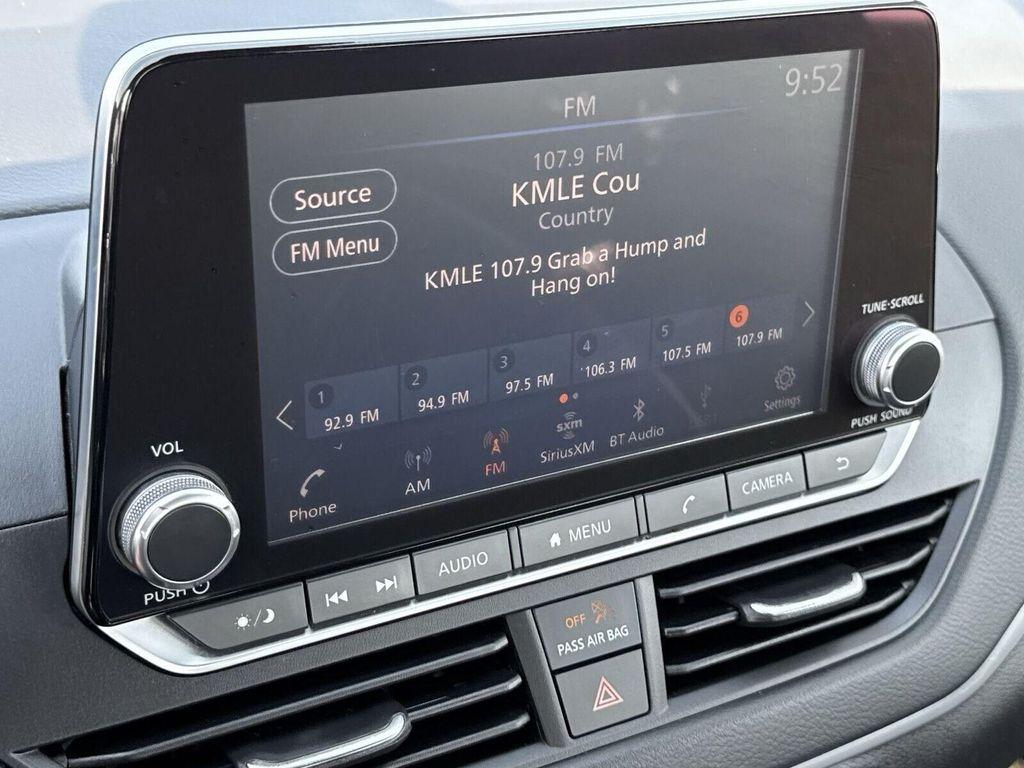 9:52
FM
107.9 FM
KMLE Cou
Country
Source
FM Menu
KMLE 107.9 Grab a Hump and
Hang on!
1 2 3 4 5 6
92.9 FM 94.9 FM 97.5 FM 106.3 FM 107.5 FM 107.9 FM
sxm
Phone AM FM SiriusXM BT Audio Settings
TUNE·SCROLL
PUSH SOUND
VOL
PUSH
AUDIO MENU CAMERA
OFF
PASS AIR BAG